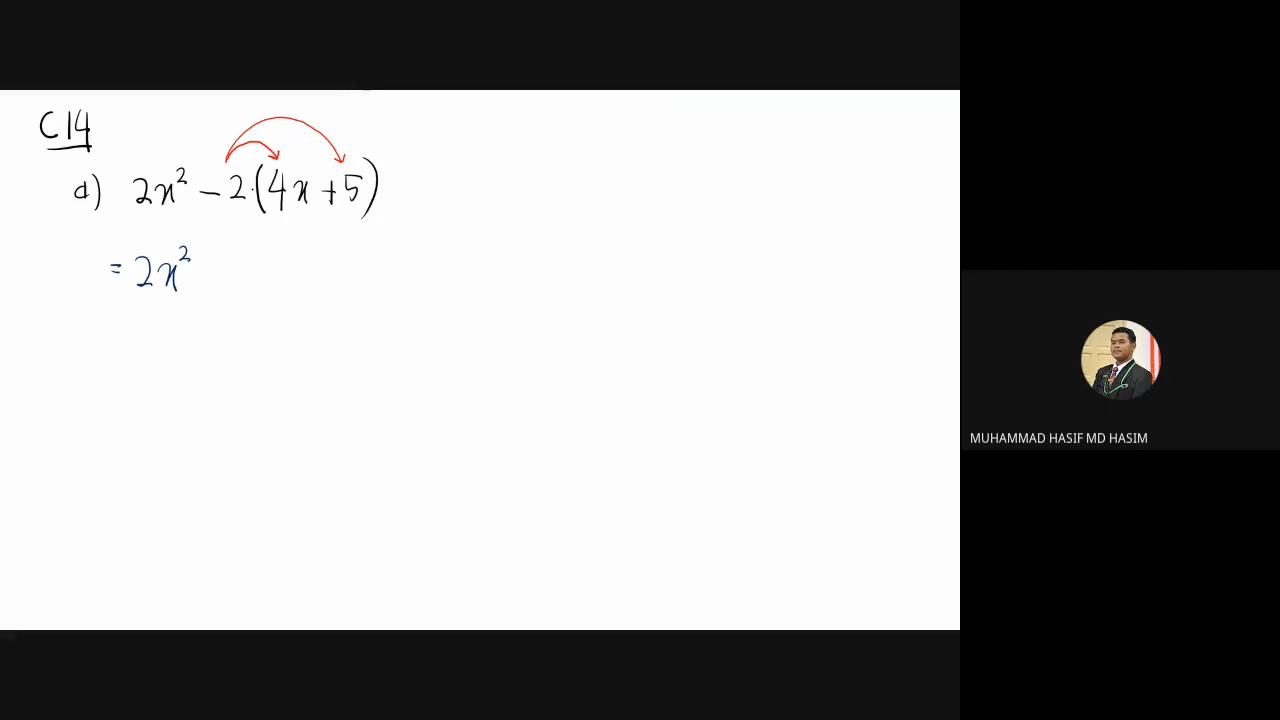 C14
a) 2x² − 2(4x + 5)
= 2x²
MUHAMMAD HASIF MD HASIM